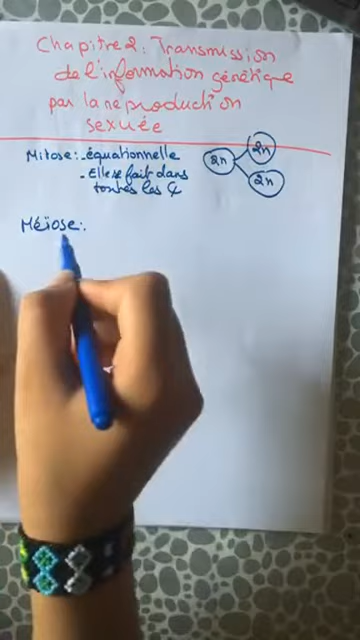 Chapitre 2: Transmission
de l'information génétique
par la reproduction
sexuée
Mitose: - équationnelle
- Elle se fait dans
toutes les ₵
2n
2n
2n
Méïose: